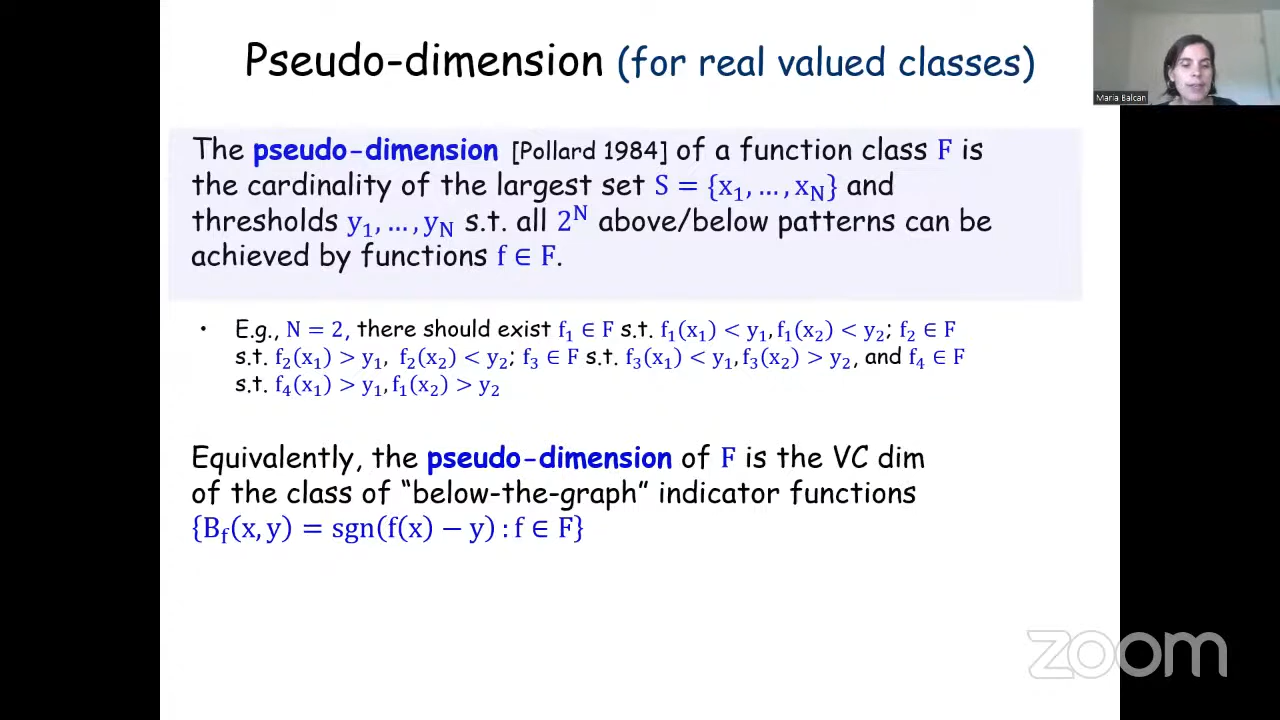 Pseudo-dimension (for real valued classes)
Maria Balcan
The pseudo-dimension [Pollard 1984] of a function class F is
the cardinality of the largest set S = {x₁, …, x_N} and
thresholds y₁, …, y_N s.t. all 2ᴺ above/below patterns can be
achieved by functions f ∈ F.
• E.g., N = 2, there should exist f₁ ∈ F s.t. f₁(x₁) < y₁, f₁(x₂) < y₂; f₂ ∈ F
s.t. f₂(x₁) > y₁, f₂(x₂) < y₂; f₃ ∈ F s.t. f₃(x₁) < y₁, f₃(x₂) > y₂, and f₄ ∈ F
s.t. f₄(x₁) > y₁, f₁(x₂) > y₂
Equivalently, the pseudo-dimension of F is the VC dim
of the class of “below-the-graph” indicator functions
{B_f(x, y) = sgn(f(x) − y) : f ∈ F}
zoom